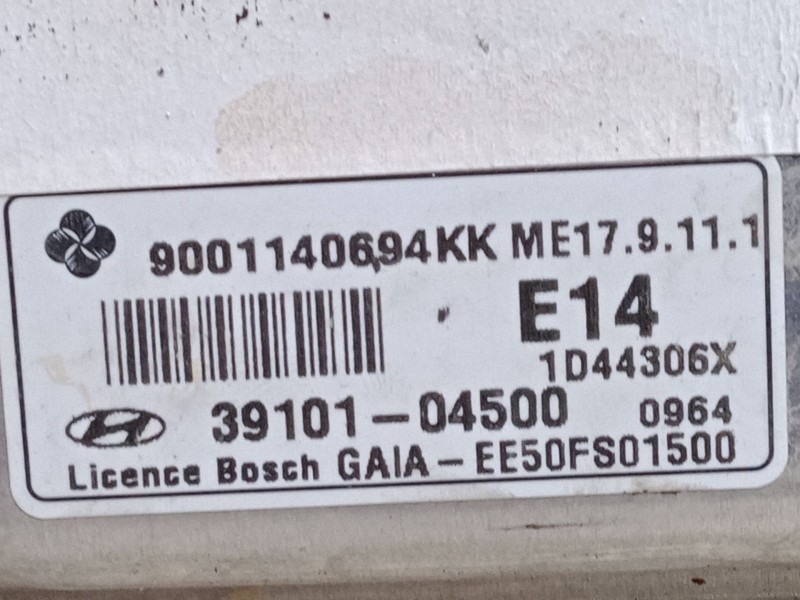 9001140694KK ME17.9.11.1
E14
1D44306X
39101-04500 0964
Licence Bosch GAIA-EE50FS01500